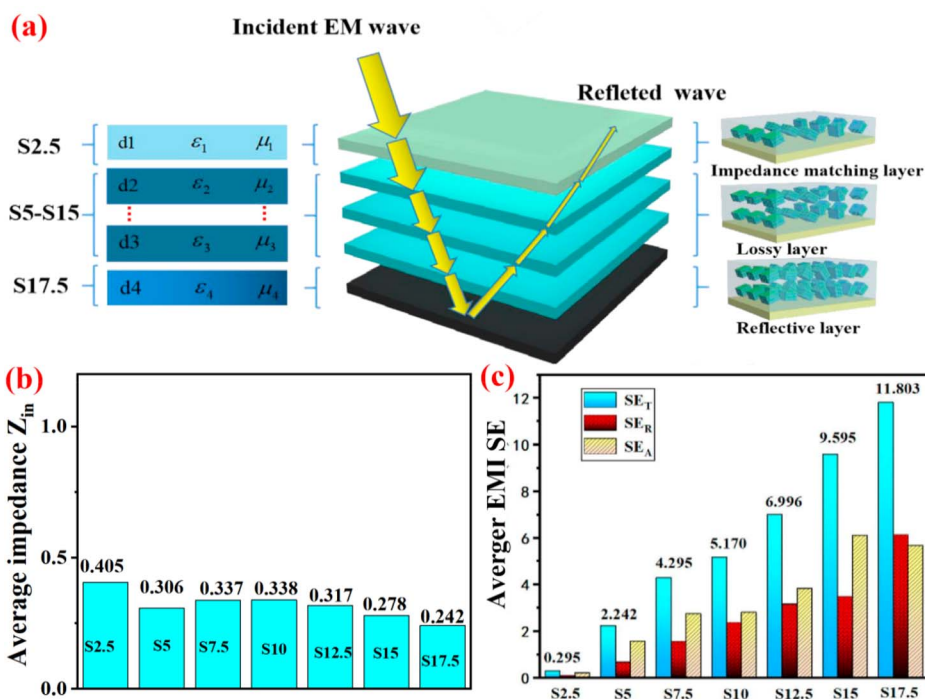 (a)
Incident EM wave
Refleted wave
S2.5
d1 ε₁ μ₁
Impedance matching layer
S5-S15
d2 ε₂ μ₂
d3 ε₃ μ₃
Lossy layer
S17.5
d4 ε₄ μ₄
Reflective layer
(b)
Average impedance Z_in
1.0
0.5
0.0
0.405
0.306
0.337
0.338
0.317
0.278
0.242
S2.5
S5
S7.5
S10
S12.5
S15
S17.5
(c)
Averger EMI SE
12
10
8
6
4
2
0
SE_T
SE_R
SE_A
0.295
2.242
4.295
5.170
6.996
9.595
11.803
S2.5
S5
S7.5
S10
S12.5
S15
S17.5